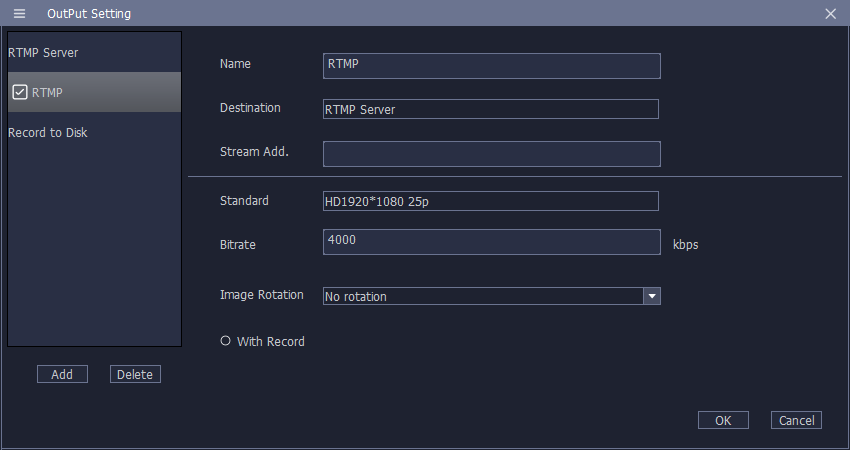 OutPut Setting
RTMP Server
RTMP
Record to Disk
Add Delete
Name RTMP
Destination RTMP Server
Stream Add.
Standard HD1920*1080 25p
Bitrate 4000 kbps
Image Rotation No rotation
With Record
OK Cancel